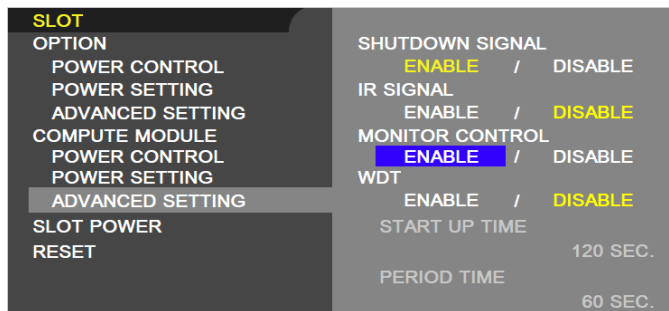 SLOT
OPTION
POWER CONTROL
POWER SETTING
ADVANCED SETTING
COMPUTE MODULE
POWER CONTROL
POWER SETTING
ADVANCED SETTING
SLOT POWER
RESET
SHUTDOWN SIGNAL
ENABLE / DISABLE
IR SIGNAL
ENABLE / DISABLE
MONITOR CONTROL
ENABLE / DISABLE
WDT
ENABLE / DISABLE
START UP TIME
120 SEC.
PERIOD TIME
60 SEC.